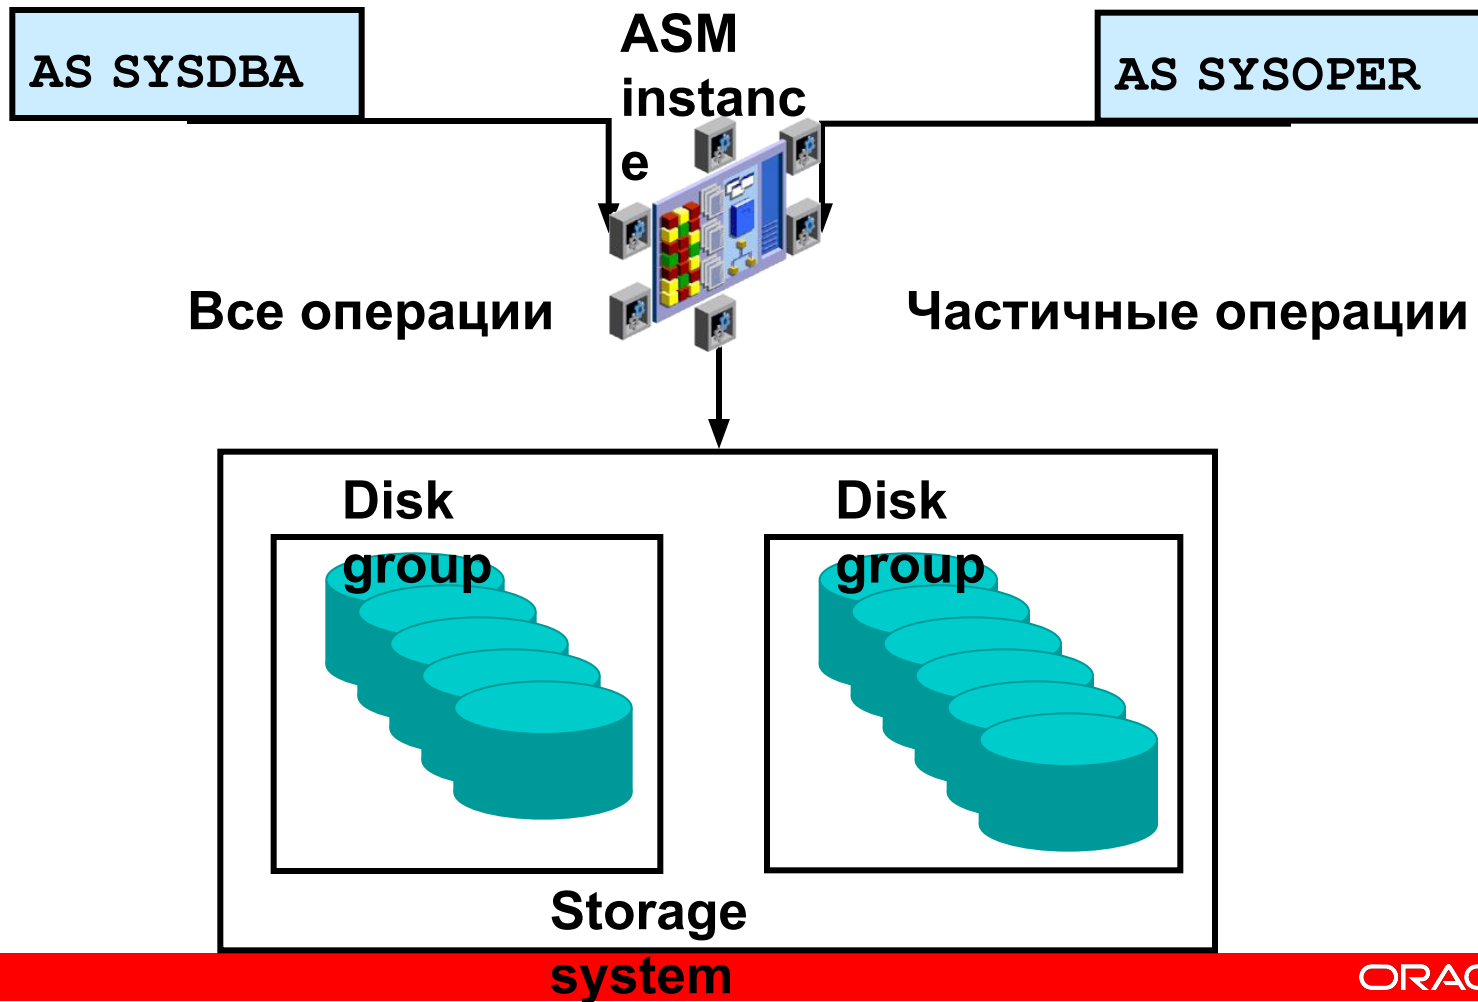 AS SYSDBA
ASM
instanc
e
AS SYSOPER
Все операции
Частичные операции
Disk
group
Disk
group
Storage
system
ORAC